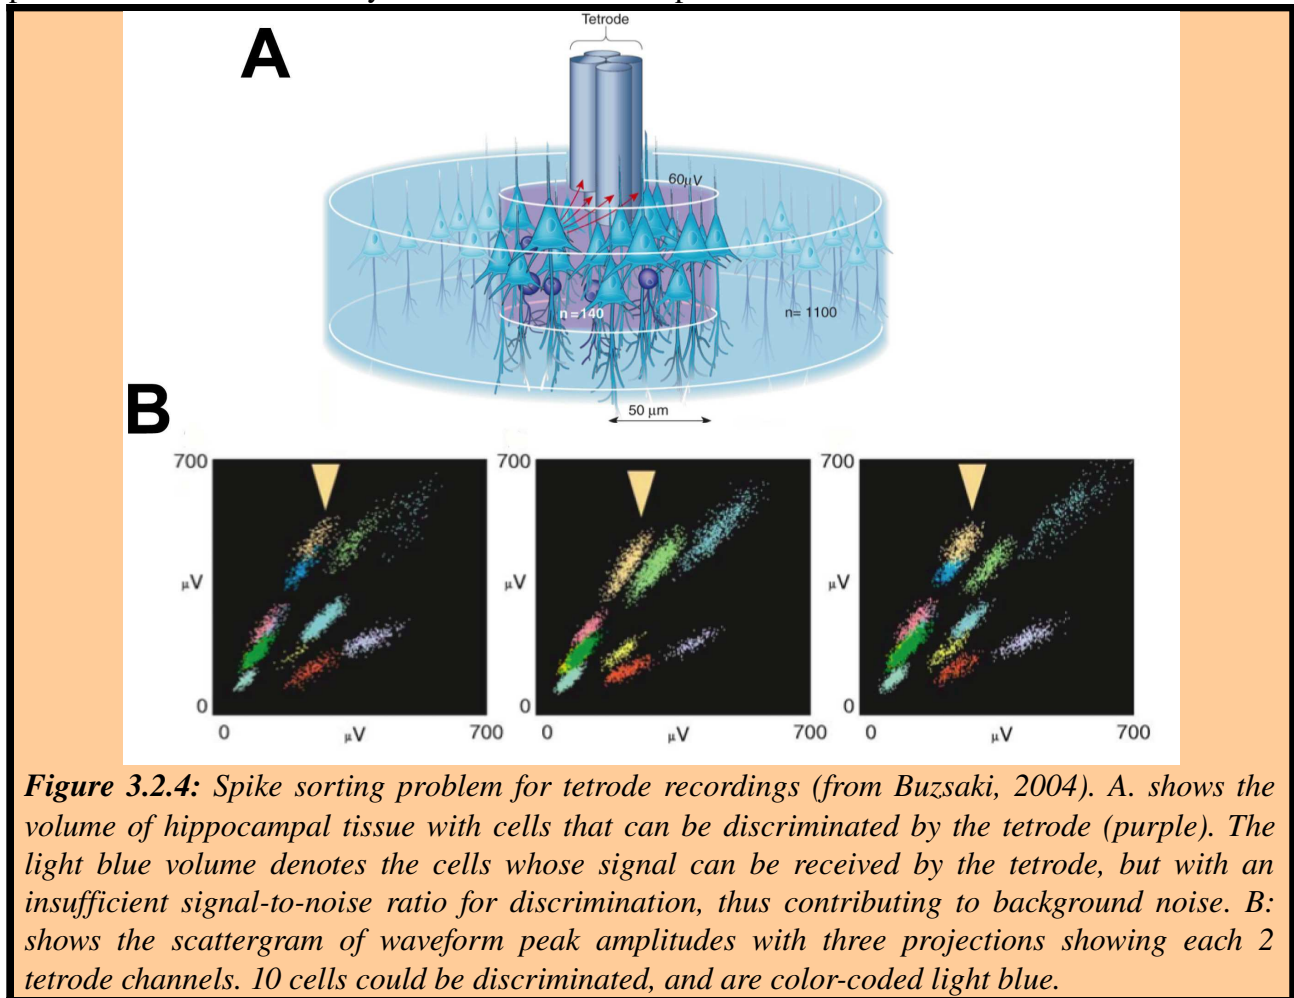 Tetrode
A
60μV
n=140
n= 1100
50 μm
B
700
μV
0
0
μV
700
700
μV
0
0
μV
700
700
μV
0
0
μV
700
Figure 3.2.4: Spike sorting problem for tetrode recordings (from Buzsaki, 2004). A. shows the
volume of hippocampal tissue with cells that can be discriminated by the tetrode (purple). The
light blue volume denotes the cells whose signal can be received by the tetrode, but with an
insufficient signal-to-noise ratio for discrimination, thus contributing to background noise. B:
shows the scattergram of waveform peak amplitudes with three projections showing each 2
tetrode channels. 10 cells could be discriminated, and are color-coded light blue.